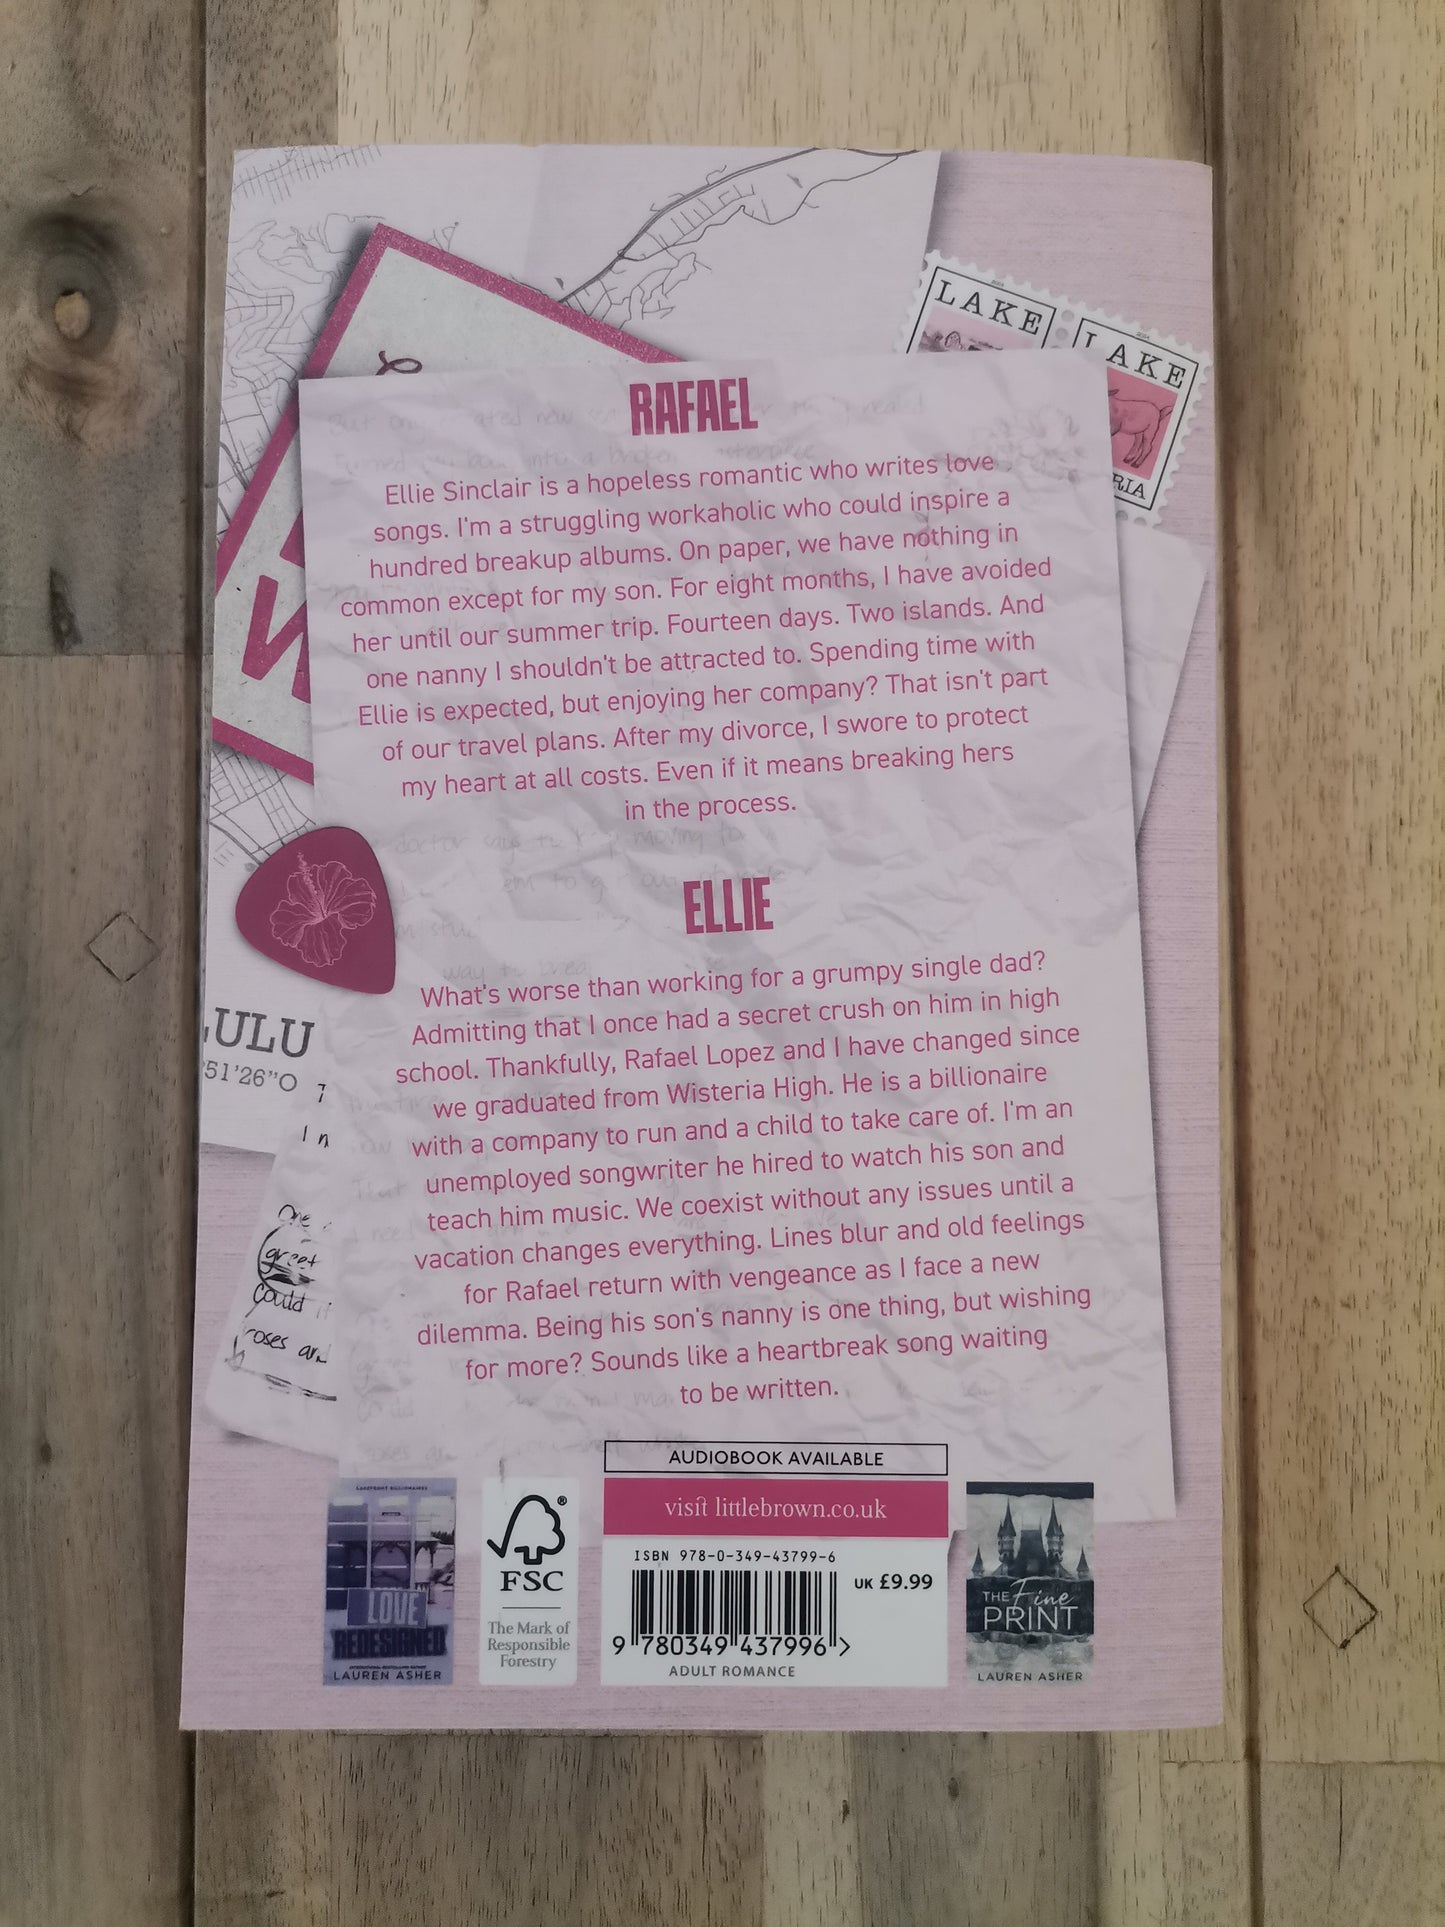 2024
LAKE
2024
LAKE
RIA
RAFAEL
Ellie Sinclair is a hopeless romantic who writes love
songs. I'm a struggling workaholic who could inspire a
hundred breakup albums. On paper, we have nothing in
common except for my son. For eight months, I have avoided
her until our summer trip. Fourteen days. Two islands. And
one nanny I shouldn't be attracted to. Spending time with
Ellie is expected, but enjoying her company? That isn't part
of our travel plans. After my divorce, I swore to protect
my heart at all costs. Even if it means breaking hers
in the process.
ELLIE
What's worse than working for a grumpy single dad?
Admitting that I once had a secret crush on him in high
school. Thankfully, Rafael Lopez and I have changed since
we graduated from Wisteria High. He is a billionaire
with a company to run and a child to take care of. I'm an
unemployed songwriter he hired to watch his son and
teach him music. We coexist without any issues until a
vacation changes everything. Lines blur and old feelings
for Rafael return with vengeance as I face a new
dilemma. Being his son's nanny is one thing, but wishing
for more? Sounds like a heartbreak song waiting
to be written.
ULU
51'26"O
One
greet
could
roses and
AUDIOBOOK AVAILABLE
visit littlebrown.co.uk
ISBN 978-0-349-43799-6
UK £9.99
9 780349 437996 >
ADULT ROMANCE
LAKEFRONT BILLIONAIRES
LOVE
REDESIGNED
LAUREN ASHER
FSC
®
The Mark of
Responsible
Forestry
THE Fine
PRINT
LAUREN ASHER